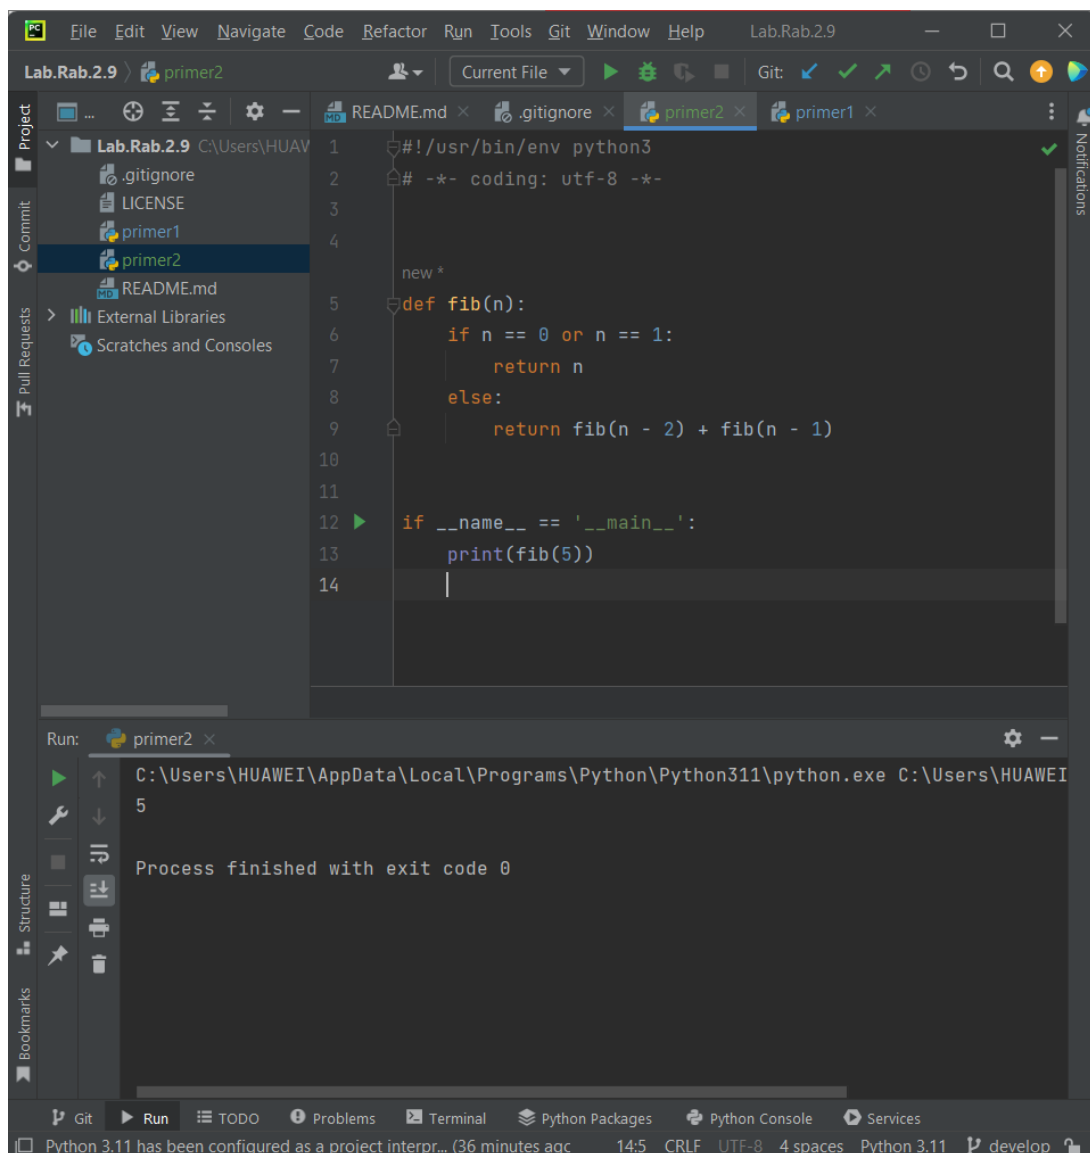 PC File Edit View Navigate Code Refactor Run Tools Git Window Help Lab.Rab.2.9
Lab.Rab.2.9 primer2 Current File Git:
... README.md .gitignore primer2 primer1
Project
Commit
Pull Requests
Lab.Rab.2.9 C:\Users\HUAW
.gitignore
LICENSE
primer1
primer2
MD README.md
External Libraries
Scratches and Consoles
1 #!/usr/bin/env python3
2 # -*- coding: utf-8 -*-
3
4
new *
5 def fib(n):
6 if n == 0 or n == 1:
7 return n
8 else:
9 return fib(n - 2) + fib(n - 1)
10
11
12 if __name__ == '__main__':
13 print(fib(5))
14
Notifications
Run: primer2
C:\Users\HUAWEI\AppData\Local\Programs\Python\Python311\python.exe C:\Users\HUAWEI
5
Process finished with exit code 0
Structure
Bookmarks
Git Run TODO Problems Terminal Python Packages Python Console Services
Python 3.11 has been configured as a project interpr... (36 minutes agc 14:5 CRLF UTF-8 4 spaces Python 3.11 develop